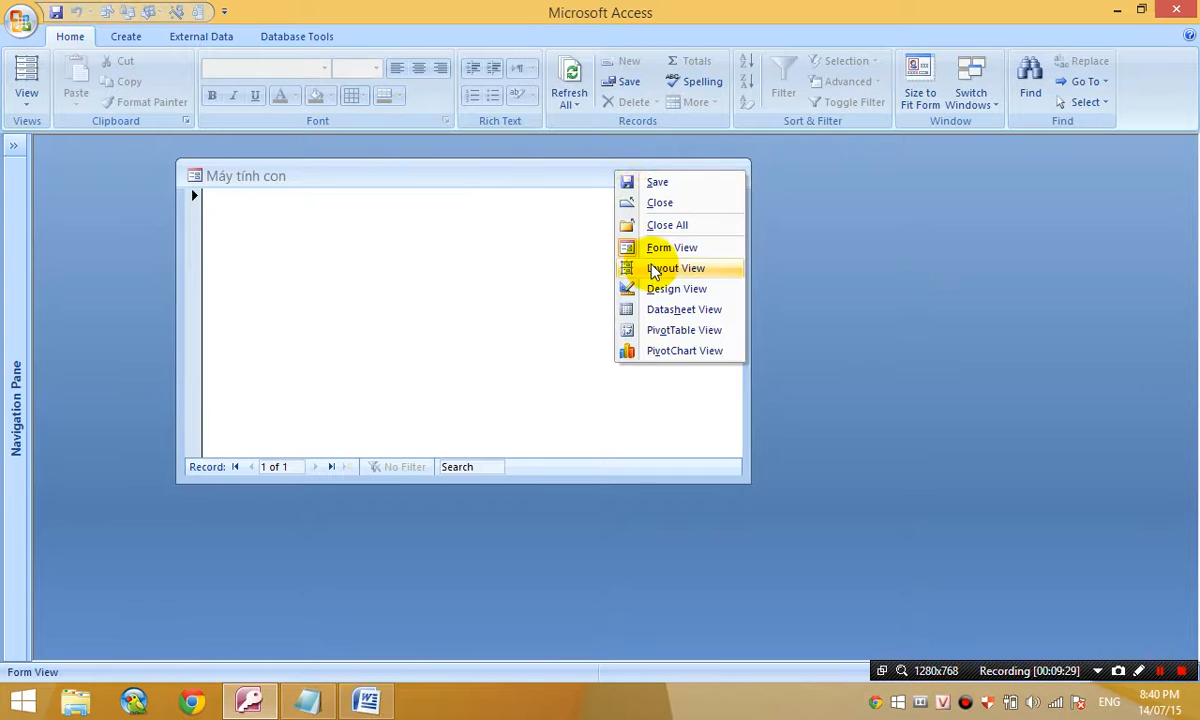 Microsoft Access
Home Create External Data Database Tools
View
Views
Paste
Cut
Copy
Format Painter
Clipboard
B I U A
Font
Rich Text
Refresh All
New
Save
Delete
Totals
Spelling
More
Records
Filter
Selection
Advanced
Toggle Filter
Sort & Filter
Size to Fit Form
Switch Windows
Window
Find
Replace
Go To
Select
Find
Navigation Pane
Máy tính con
Save
Close
Close All
Form View
Layout View
Design View
Datasheet View
PivotTable View
PivotChart View
Record: 1 of 1 No Filter Search
Form View
1280x768 Recording [00:09:29]
ENG
8:40 PM
14/07/15